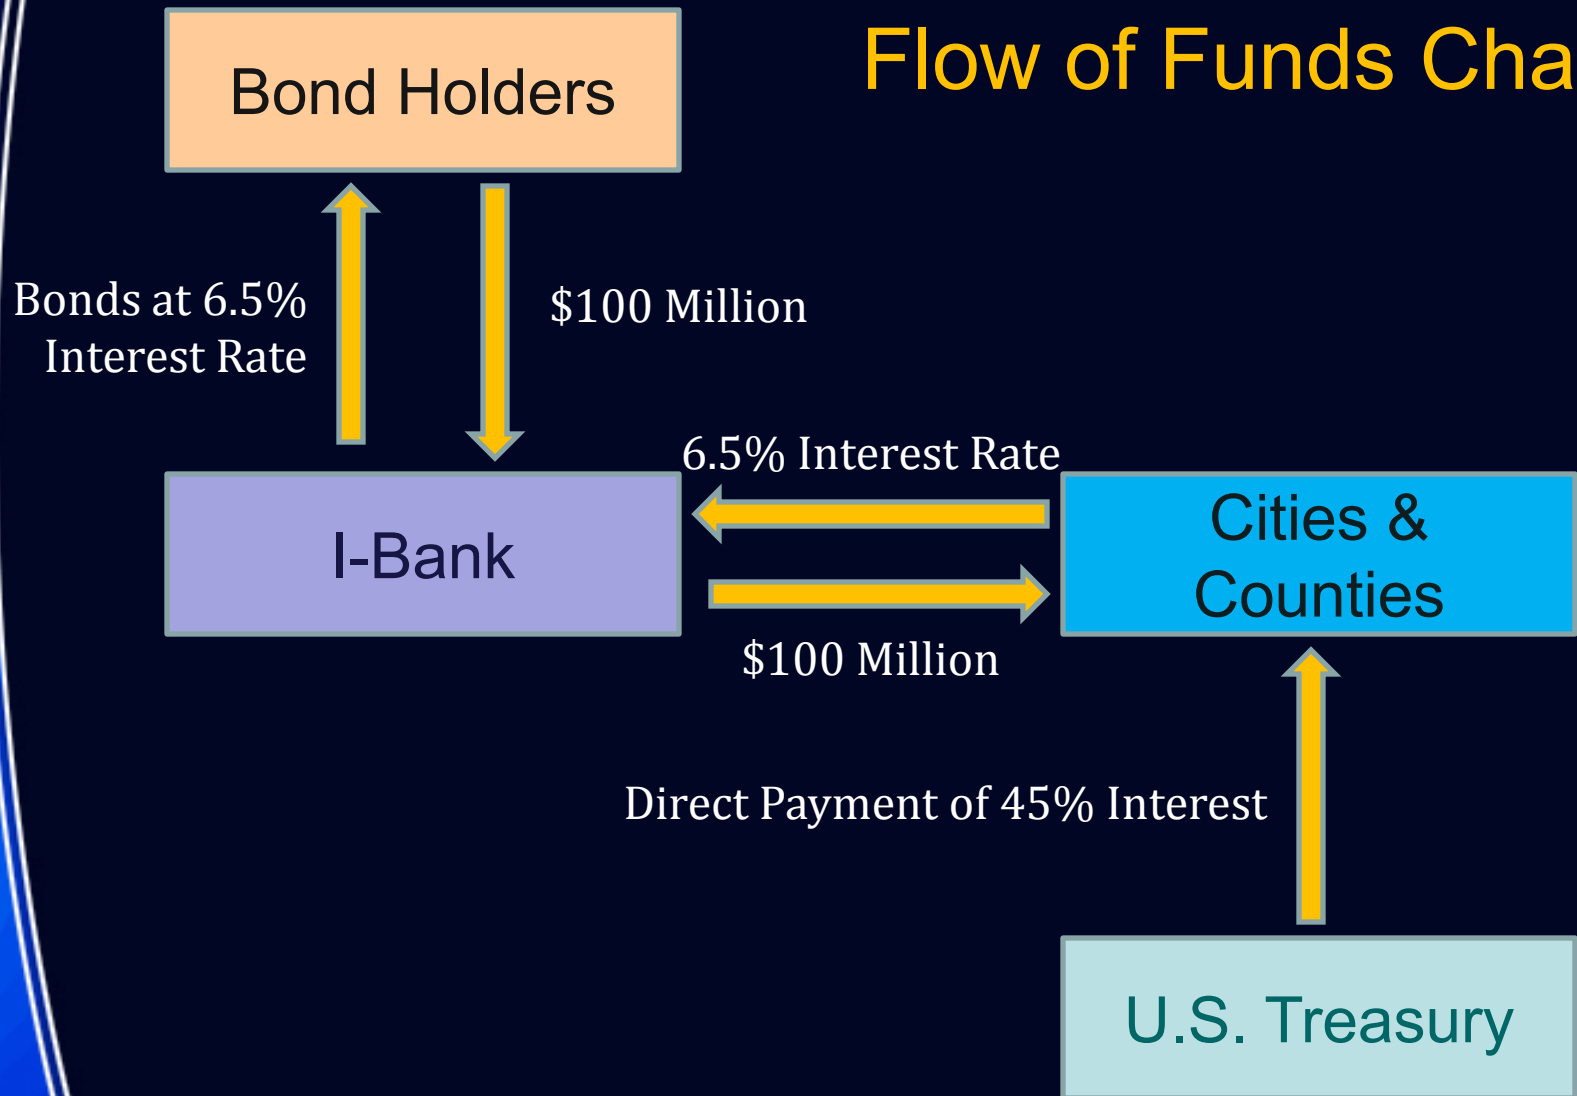 Flow of Funds Cha
Bond Holders
Bonds at 6.5%
Interest Rate
$100 Million
6.5% Interest Rate
I-Bank
Cities &
Counties
$100 Million
Direct Payment of 45% Interest
U.S. Treasury